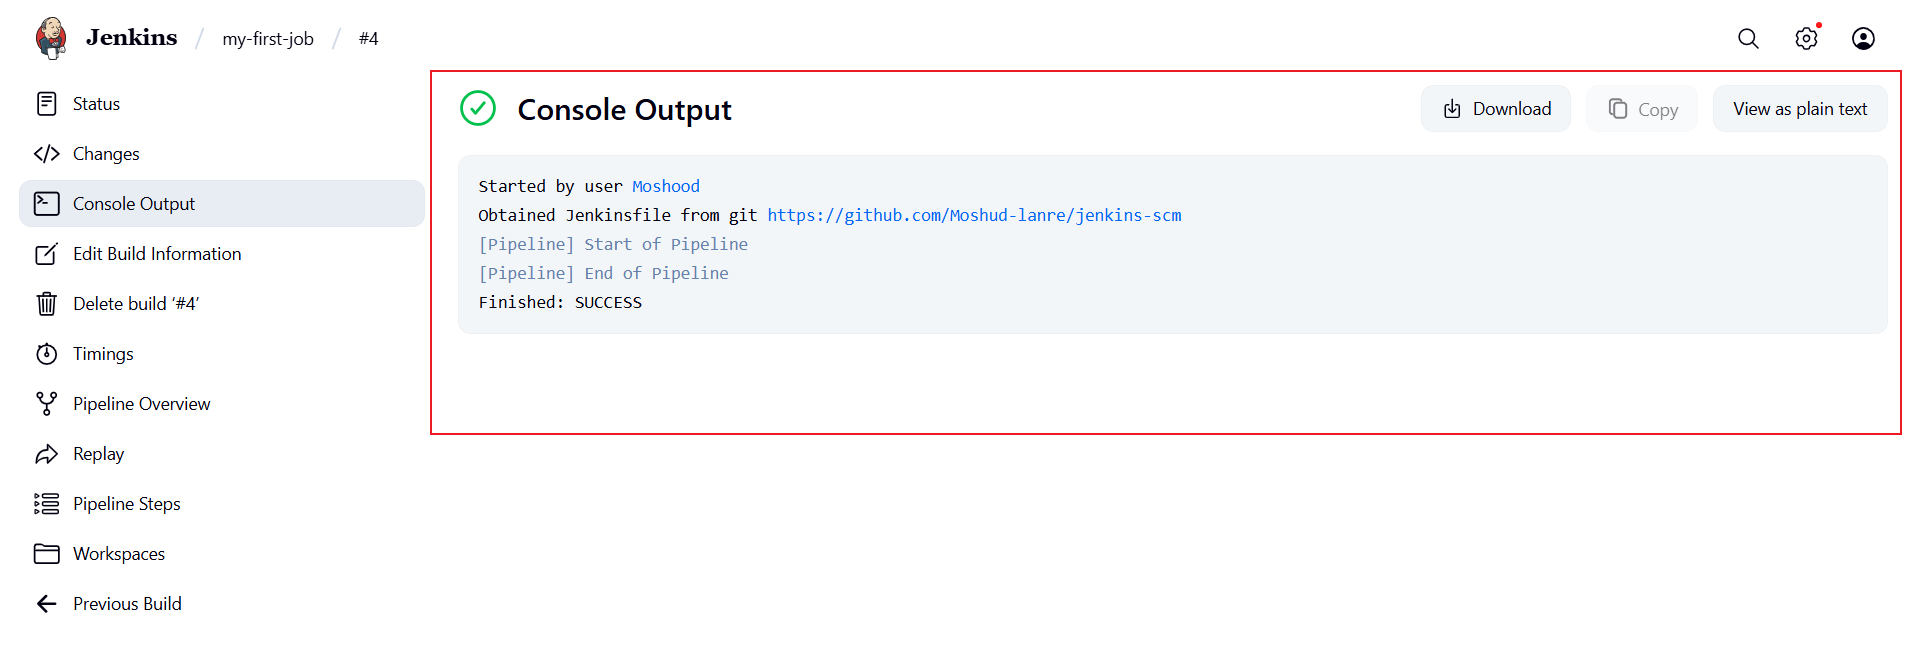 Jenkins / my-first-job / #4
Status
Changes
Console Output
Edit Build Information
Delete build ‘#4’
Timings
Pipeline Overview
Replay
Pipeline Steps
Workspaces
Previous Build
Console Output
Download
Copy
View as plain text
Started by user Moshood
Obtained Jenkinsfile from git https://github.com/Moshud-lanre/jenkins-scm
[Pipeline] Start of Pipeline
[Pipeline] End of Pipeline
Finished: SUCCESS